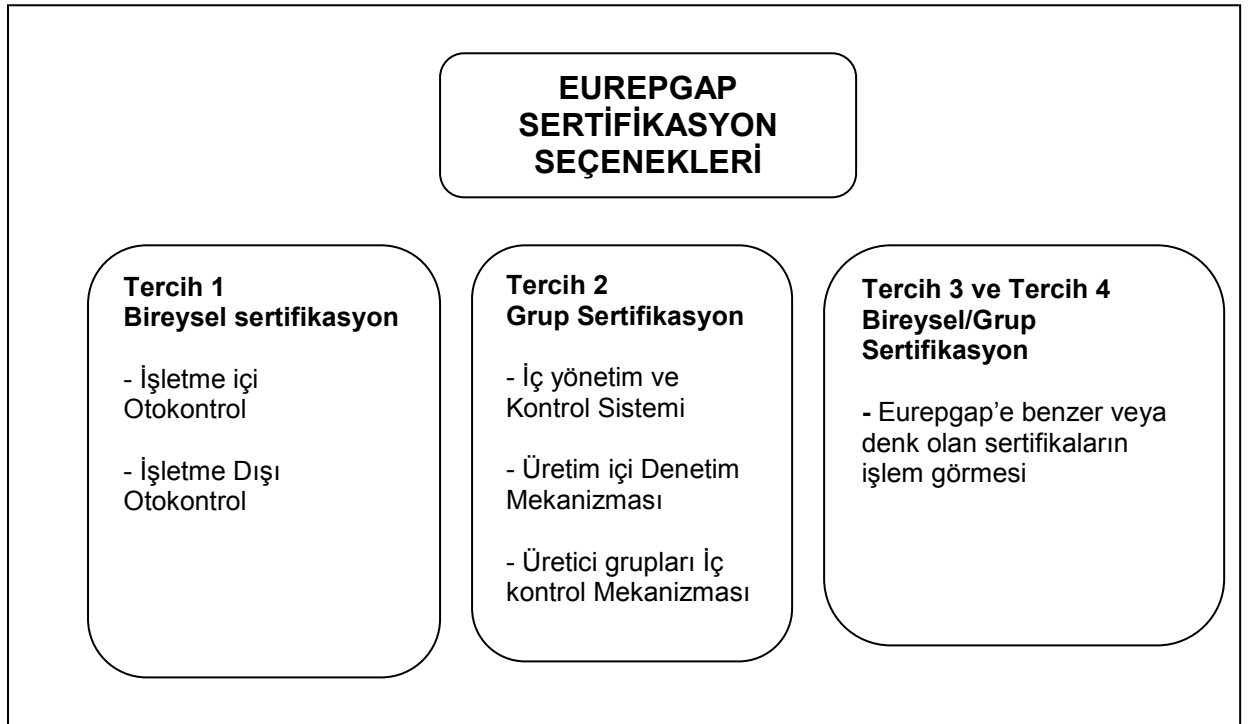 EUREPGAP
SERTİFİKASYON
SEÇENEKLERİ
Tercih 1
Bireysel sertifikasyon
- İşletme içi
Otokontrol
- İşletme Dışı
Otokontrol
Tercih 2
Grup Sertifikasyon
- İç yönetim ve
Kontrol Sistemi
- Üretim içi Denetim
Mekanizması
- Üretici grupları İç
kontrol Mekanizması
Tercih 3 ve Tercih 4
Bireysel/Grup
Sertifikasyon
- Eurepgap’e benzer veya
denk olan sertifikaların
işlem görmesi